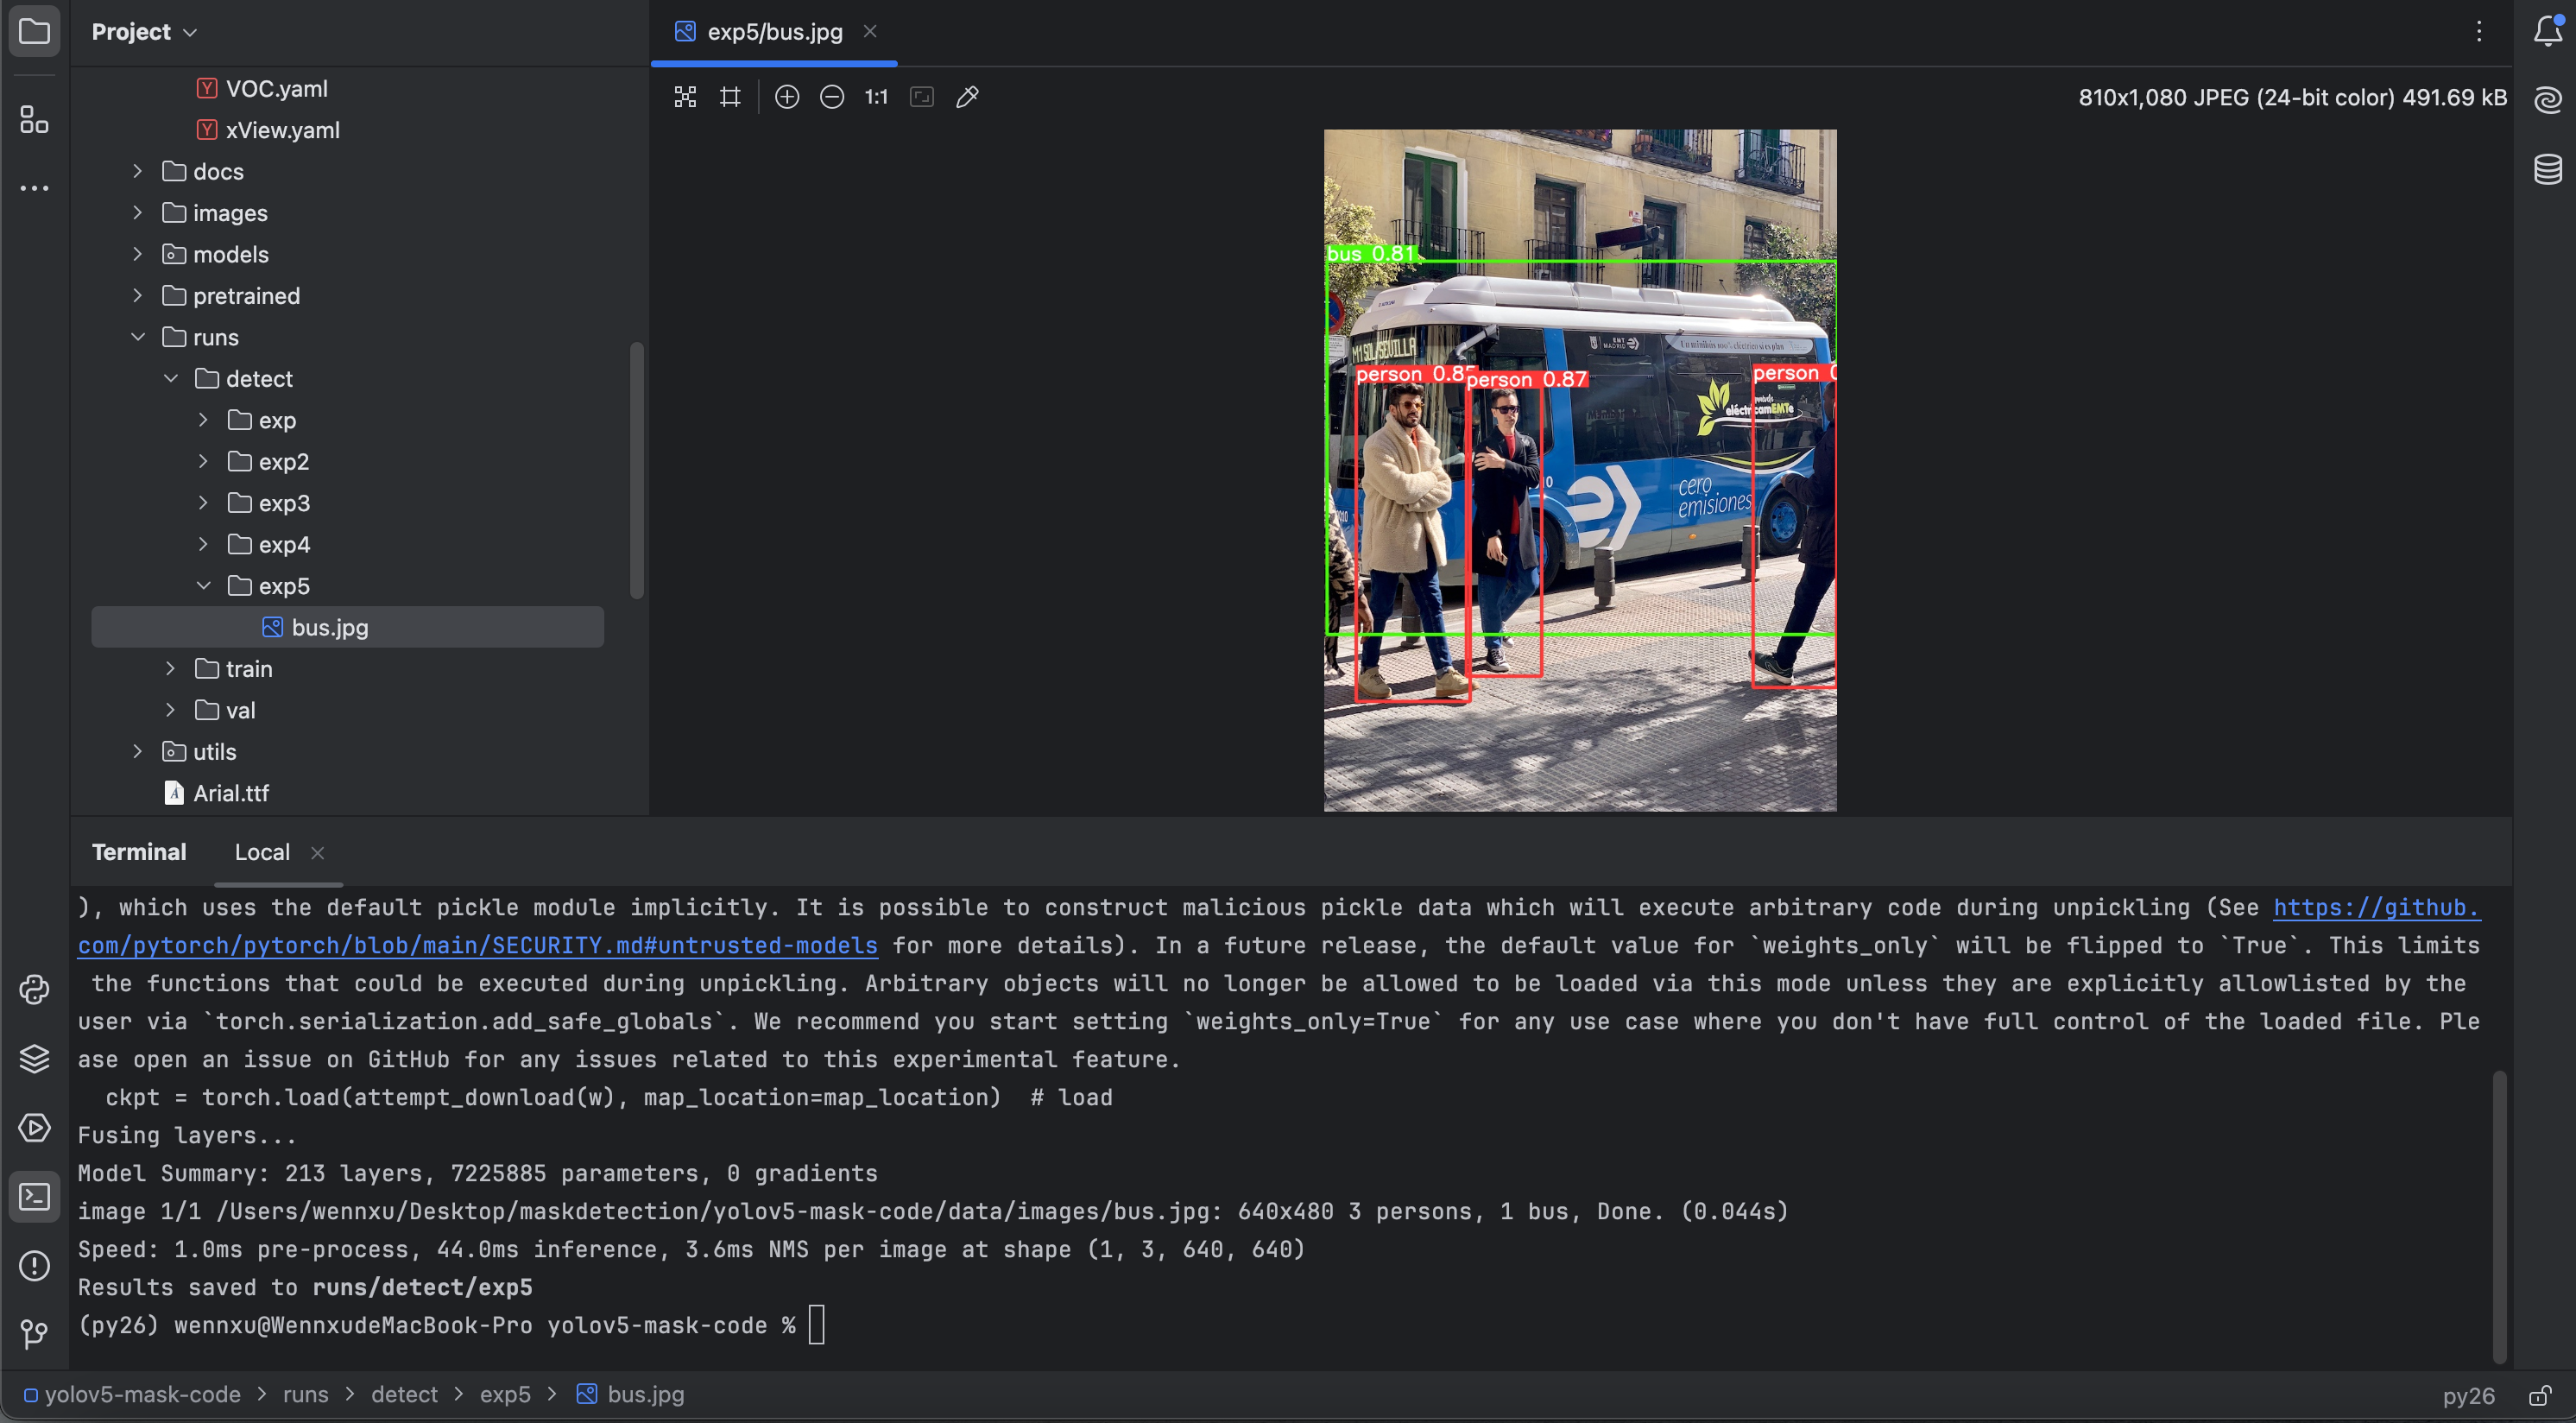 Project
exp5/bus.jpg
VOC.yaml
xView.yaml
docs
images
models
pretrained
runs
detect
exp
exp2
exp3
exp4
exp5
bus.jpg
train
val
utils
Arial.ttf
1:1
810x1,080 JPEG (24-bit color) 491.69 kB
bus 0.81
M1 SOL/SEVILLA
EMT
MADRID
person 0.85
person 0.87
person 0
eléctricamEMTe
cero
emisiones
Terminal
Local
), which uses the default pickle module implicitly. It is possible to construct malicious pickle data which will execute arbitrary code during unpickling (See https://github.
com/pytorch/pytorch/blob/main/SECURITY.md#untrusted-models for more details). In a future release, the default value for `weights_only` will be flipped to `True`. This limits
the functions that could be executed during unpickling. Arbitrary objects will no longer be allowed to be loaded via this mode unless they are explicitly allowlisted by the
user via `torch.serialization.add_safe_globals`. We recommend you start setting `weights_only=True` for any use case where you don't have full control of the loaded file. Ple
ase open an issue on GitHub for any issues related to this experimental feature.
ckpt = torch.load(attempt_download(w), map_location=map_location)  # load
Fusing layers...
Model Summary: 213 layers, 7225885 parameters, 0 gradients
image 1/1 /Users/wennxu/Desktop/maskdetection/yolov5-mask-code/data/images/bus.jpg: 640x480 3 persons, 1 bus, Done. (0.044s)
Speed: 1.0ms pre-process, 44.0ms inference, 3.6ms NMS per image at shape (1, 3, 640, 640)
Results saved to runs/detect/exp5
(py26) wennxu@WennxudeMacBook-Pro yolov5-mask-code %
yolov5-mask-code > runs > detect > exp5 > bus.jpg
py26